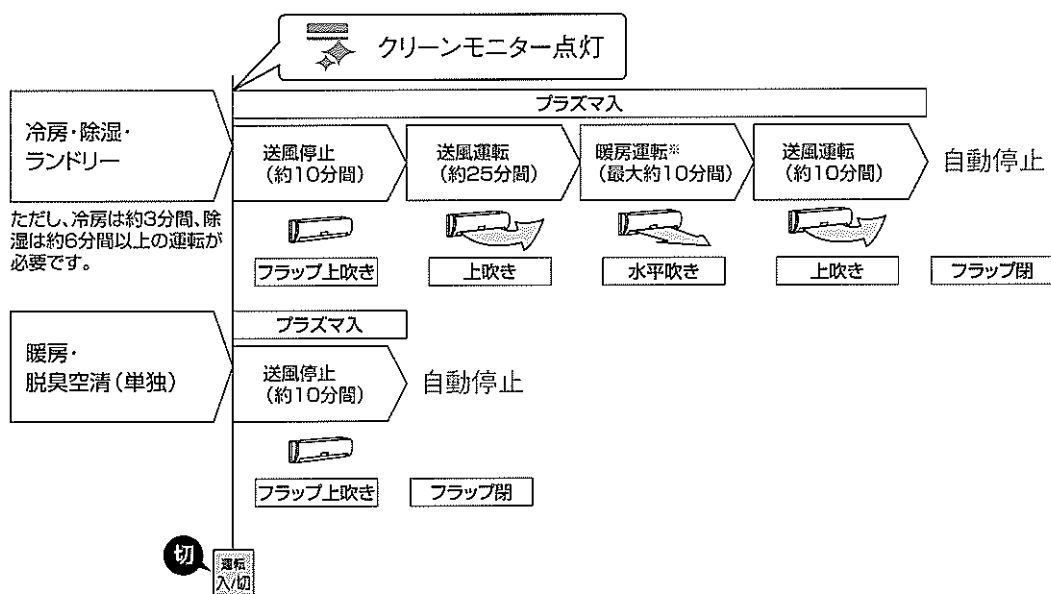 クリーンモニター点灯
プラズマ入
冷房・除湿・
ランドリー
送風停止
(約10分間)
送風運転
(約25分間)
暖房運転※
(最大約10分間)
送風運転
(約10分間)
自動停止
ただし、冷房は約3分間、除
湿は約6分間以上の運転が
必要です。
フラップ上吹き
上吹き
水平吹き
上吹き
フラップ閉
プラズマ入
暖房・
脱臭空清(単独)
送風停止
(約10分間)
自動停止
フラップ上吹き
フラップ閉
切
運転
入/切